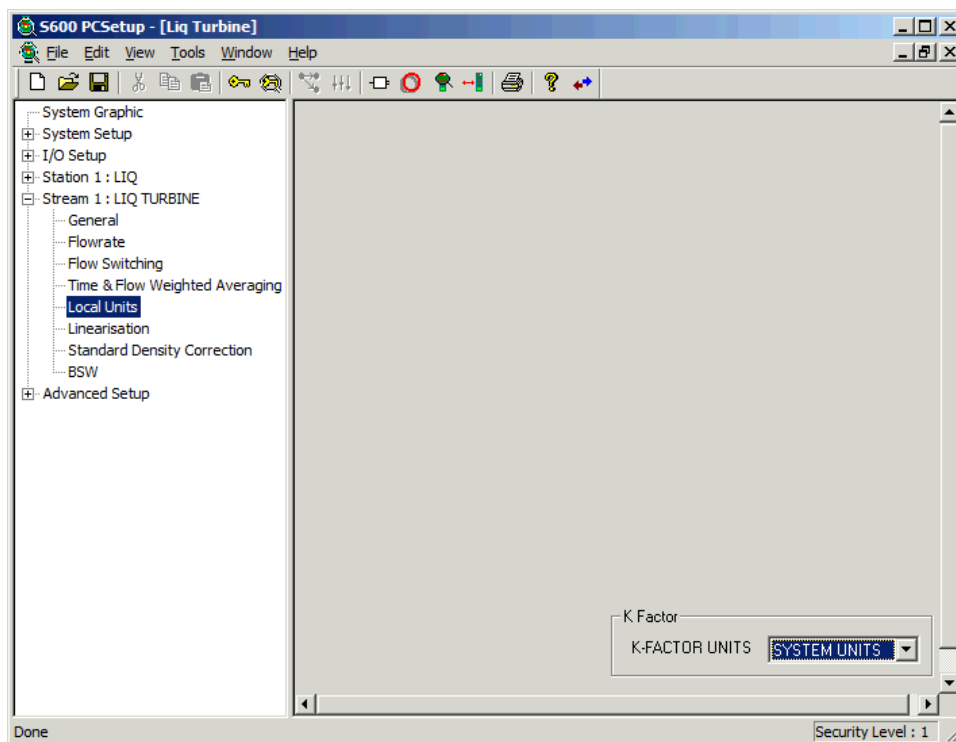 S600 PCSetup - [Liq Turbine]
File Edit View Tools Window Help
System Graphic
System Setup
I/O Setup
Station 1 : LIQ
Stream 1 : LIQ TURBINE
General
Flowrate
Flow Switching
Time & Flow Weighted Averaging
Local Units
Linearisation
Standard Density Correction
BSW
Advanced Setup
K Factor
K-FACTOR UNITS SYSTEM UNITS
Done Security Level : 1